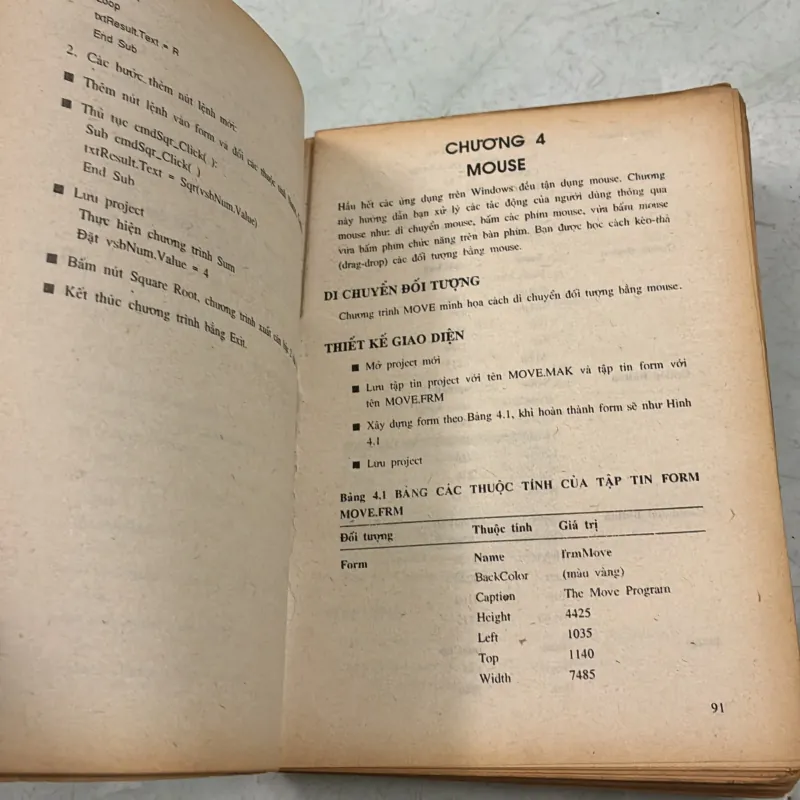 Loop
txtResult.Text = R
End Sub
2. Các bước thêm nút lệnh mới:
■ Thêm nút lệnh vào form và đổi các thuộc
■ Thủ tục cmdSqr_Click( ):
Sub cmdSqr_Click( )
txtResult.Text = Sqr(vsbNum.Value)
End Sub
■ Lưu project
Thực hiện chương trình Sum
Đặt vsbNum.Value = 4
■ Bấm nút Square Root, chương trình xuất
■ Kết thúc chương trình bằng Exit.
CHƯƠNG 4
MOUSE
Hầu hết các ứng dụng trên Windows đều tận dụng mouse. Chương
này hướng dẫn bạn xử lý các tác động của người dùng thông qua
mouse như: di chuyển mouse, bấm các phím mouse, vừa bấm mouse
vừa bấm phím chức năng trên bàn phím. Bạn được học cách kéo-thả
(drag-drop) các đối tượng bằng mouse.
DI CHUYỂN ĐỐI TƯỢNG
Chương trình MOVE minh họa cách di chuyển đối tượng bằng mouse.
THIẾT KẾ GIAO DIỆN
■ Mở project mới
■ Lưu tập tin project với tên MOVE.MAK và tập tin form với
tên MOVE.FRM
■ Xây dựng form theo Bảng 4.1, khi hoàn thành form sẽ như Hình
4.1
■ Lưu project
Bảng 4.1 BẢNG CÁC THUỘC TÍNH CỦA TẬP TIN FORM
MOVE.FRM
Đối tượng Thuộc tính Giá trị
Form Name frmMove
BackColor (màu vàng)
Caption The Move Program
Height 4425
Left 1035
Top 1140
Width 7485
91